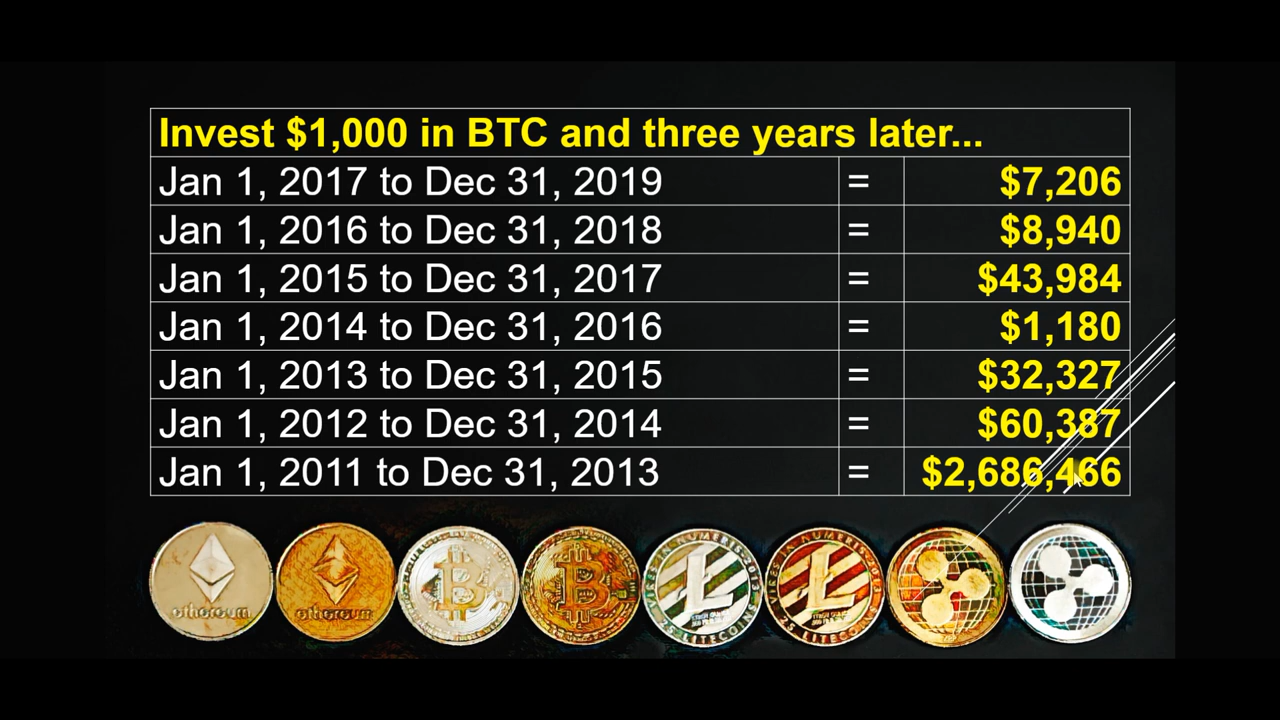 Invest $1,000 in BTC and three years later...
Jan 1, 2017 to Dec 31, 2019 = $7,206
Jan 1, 2016 to Dec 31, 2018 = $8,940
Jan 1, 2015 to Dec 31, 2017 = $43,984
Jan 1, 2014 to Dec 31, 2016 = $1,180
Jan 1, 2013 to Dec 31, 2015 = $32,327
Jan 1, 2012 to Dec 31, 2014 = $60,387
Jan 1, 2011 to Dec 31, 2013 = $2,686,466
ethereum ethereum